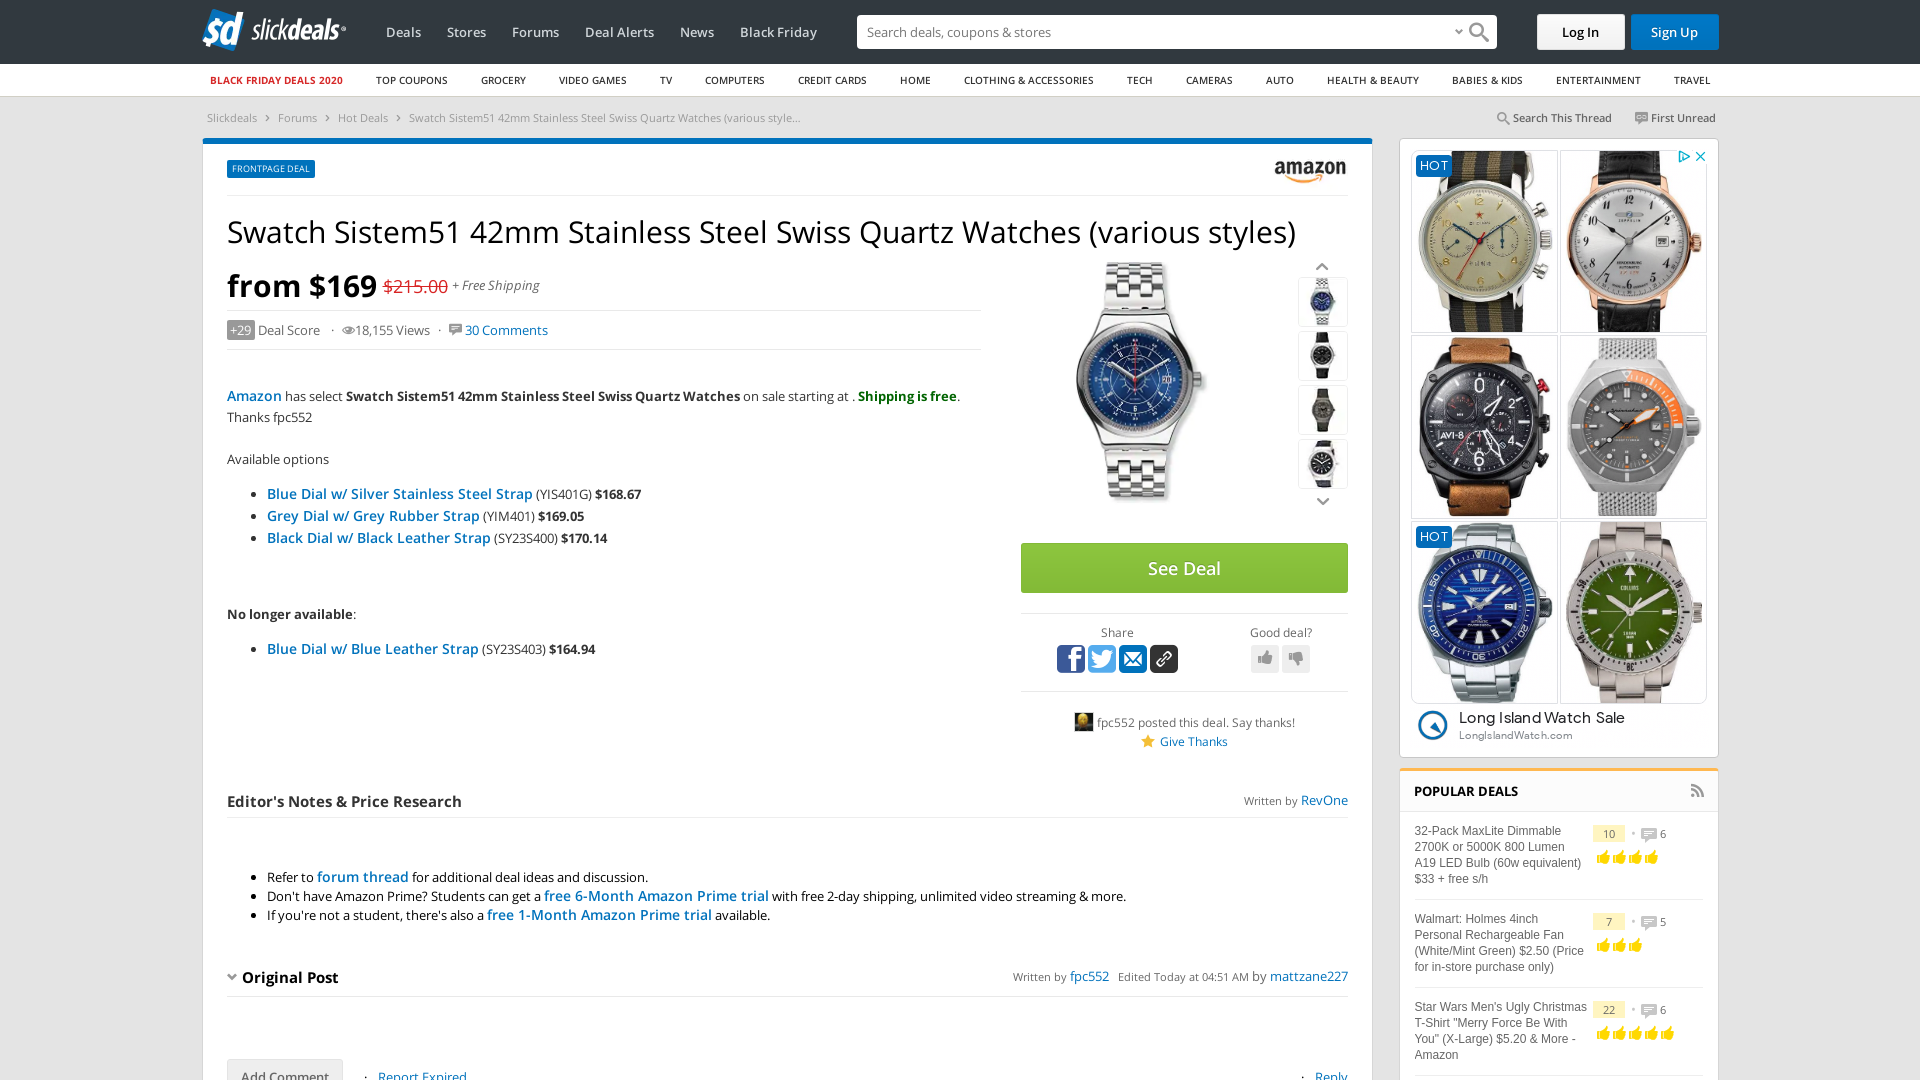 sd slickdeals
Deals Stores Forums Deal Alerts News Black Friday
Search deals, coupons & stores
Log In
Sign Up
BLACK FRIDAY DEALS 2020 TOP COUPONS GROCERY VIDEO GAMES TV COMPUTERS CREDIT CARDS HOME CLOTHING & ACCESSORIES TECH CAMERAS AUTO HEALTH & BEAUTY BABIES & KIDS ENTERTAINMENT TRAVEL
Slickdeals > Forums > Hot Deals > Swatch Sistem51 42mm Stainless Steel Swiss Quartz Watches (various style...
Search This Thread First Unread
FRONTPAGE DEAL
amazon
Swatch Sistem51 42mm Stainless Steel Swiss Quartz Watches (various styles)
from $169 $215.00 + Free Shipping
+29 Deal Score · 18,155 Views · 30 Comments
Amazon has select Swatch Sistem51 42mm Stainless Steel Swiss Quartz Watches on sale starting at . Shipping is free.
Thanks fpc552
Available options
• Blue Dial w/ Silver Stainless Steel Strap (YIS401G) $168.67
• Grey Dial w/ Grey Rubber Strap (YIM401) $169.05
• Black Dial w/ Black Leather Strap (SY23S400) $170.14
No longer available:
• Blue Dial w/ Blue Leather Strap (SY23S403) $164.94
See Deal
Share
Good deal?
fpc552 posted this deal. Say thanks!
Give Thanks
Editor's Notes & Price Research
Written by RevOne
• Refer to forum thread for additional deal ideas and discussion.
• Don't have Amazon Prime? Students can get a free 6-Month Amazon Prime trial with free 2-day shipping, unlimited video streaming & more.
• If you're not a student, there's also a free 1-Month Amazon Prime trial available.
Original Post
Written by fpc552 Edited Today at 04:51 AM by mattzane227
Add Comment · Report Expired
· Reply
HOT
ZEPPELIN
AVI-8
HOT
Long Island Watch Sale
LongIslandWatch.com
POPULAR DEALS
32-Pack MaxLite Dimmable
2700K or 5000K 800 Lumen
A19 LED Bulb (60w equivalent)
$33 + free s/h
10 • 6
Walmart: Holmes 4inch
Personal Rechargeable Fan
(White/Mint Green) $2.50 (Price
for in-store purchase only)
7 • 5
Star Wars Men's Ugly Christmas
T-Shirt "Merry Force Be With
You" (X-Large) $5.20 & More -
Amazon
22 • 6